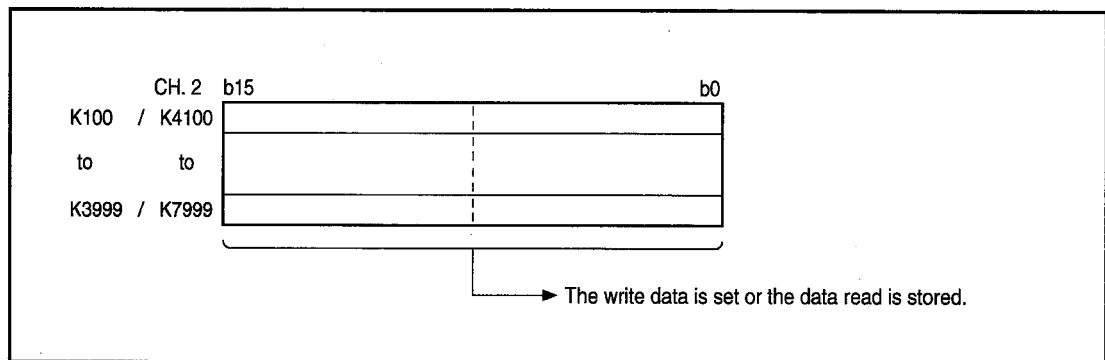 CH. 2 b15 b0
K100 / K4100
to to
K3999 / K7999
The write data is set or the data read is stored.